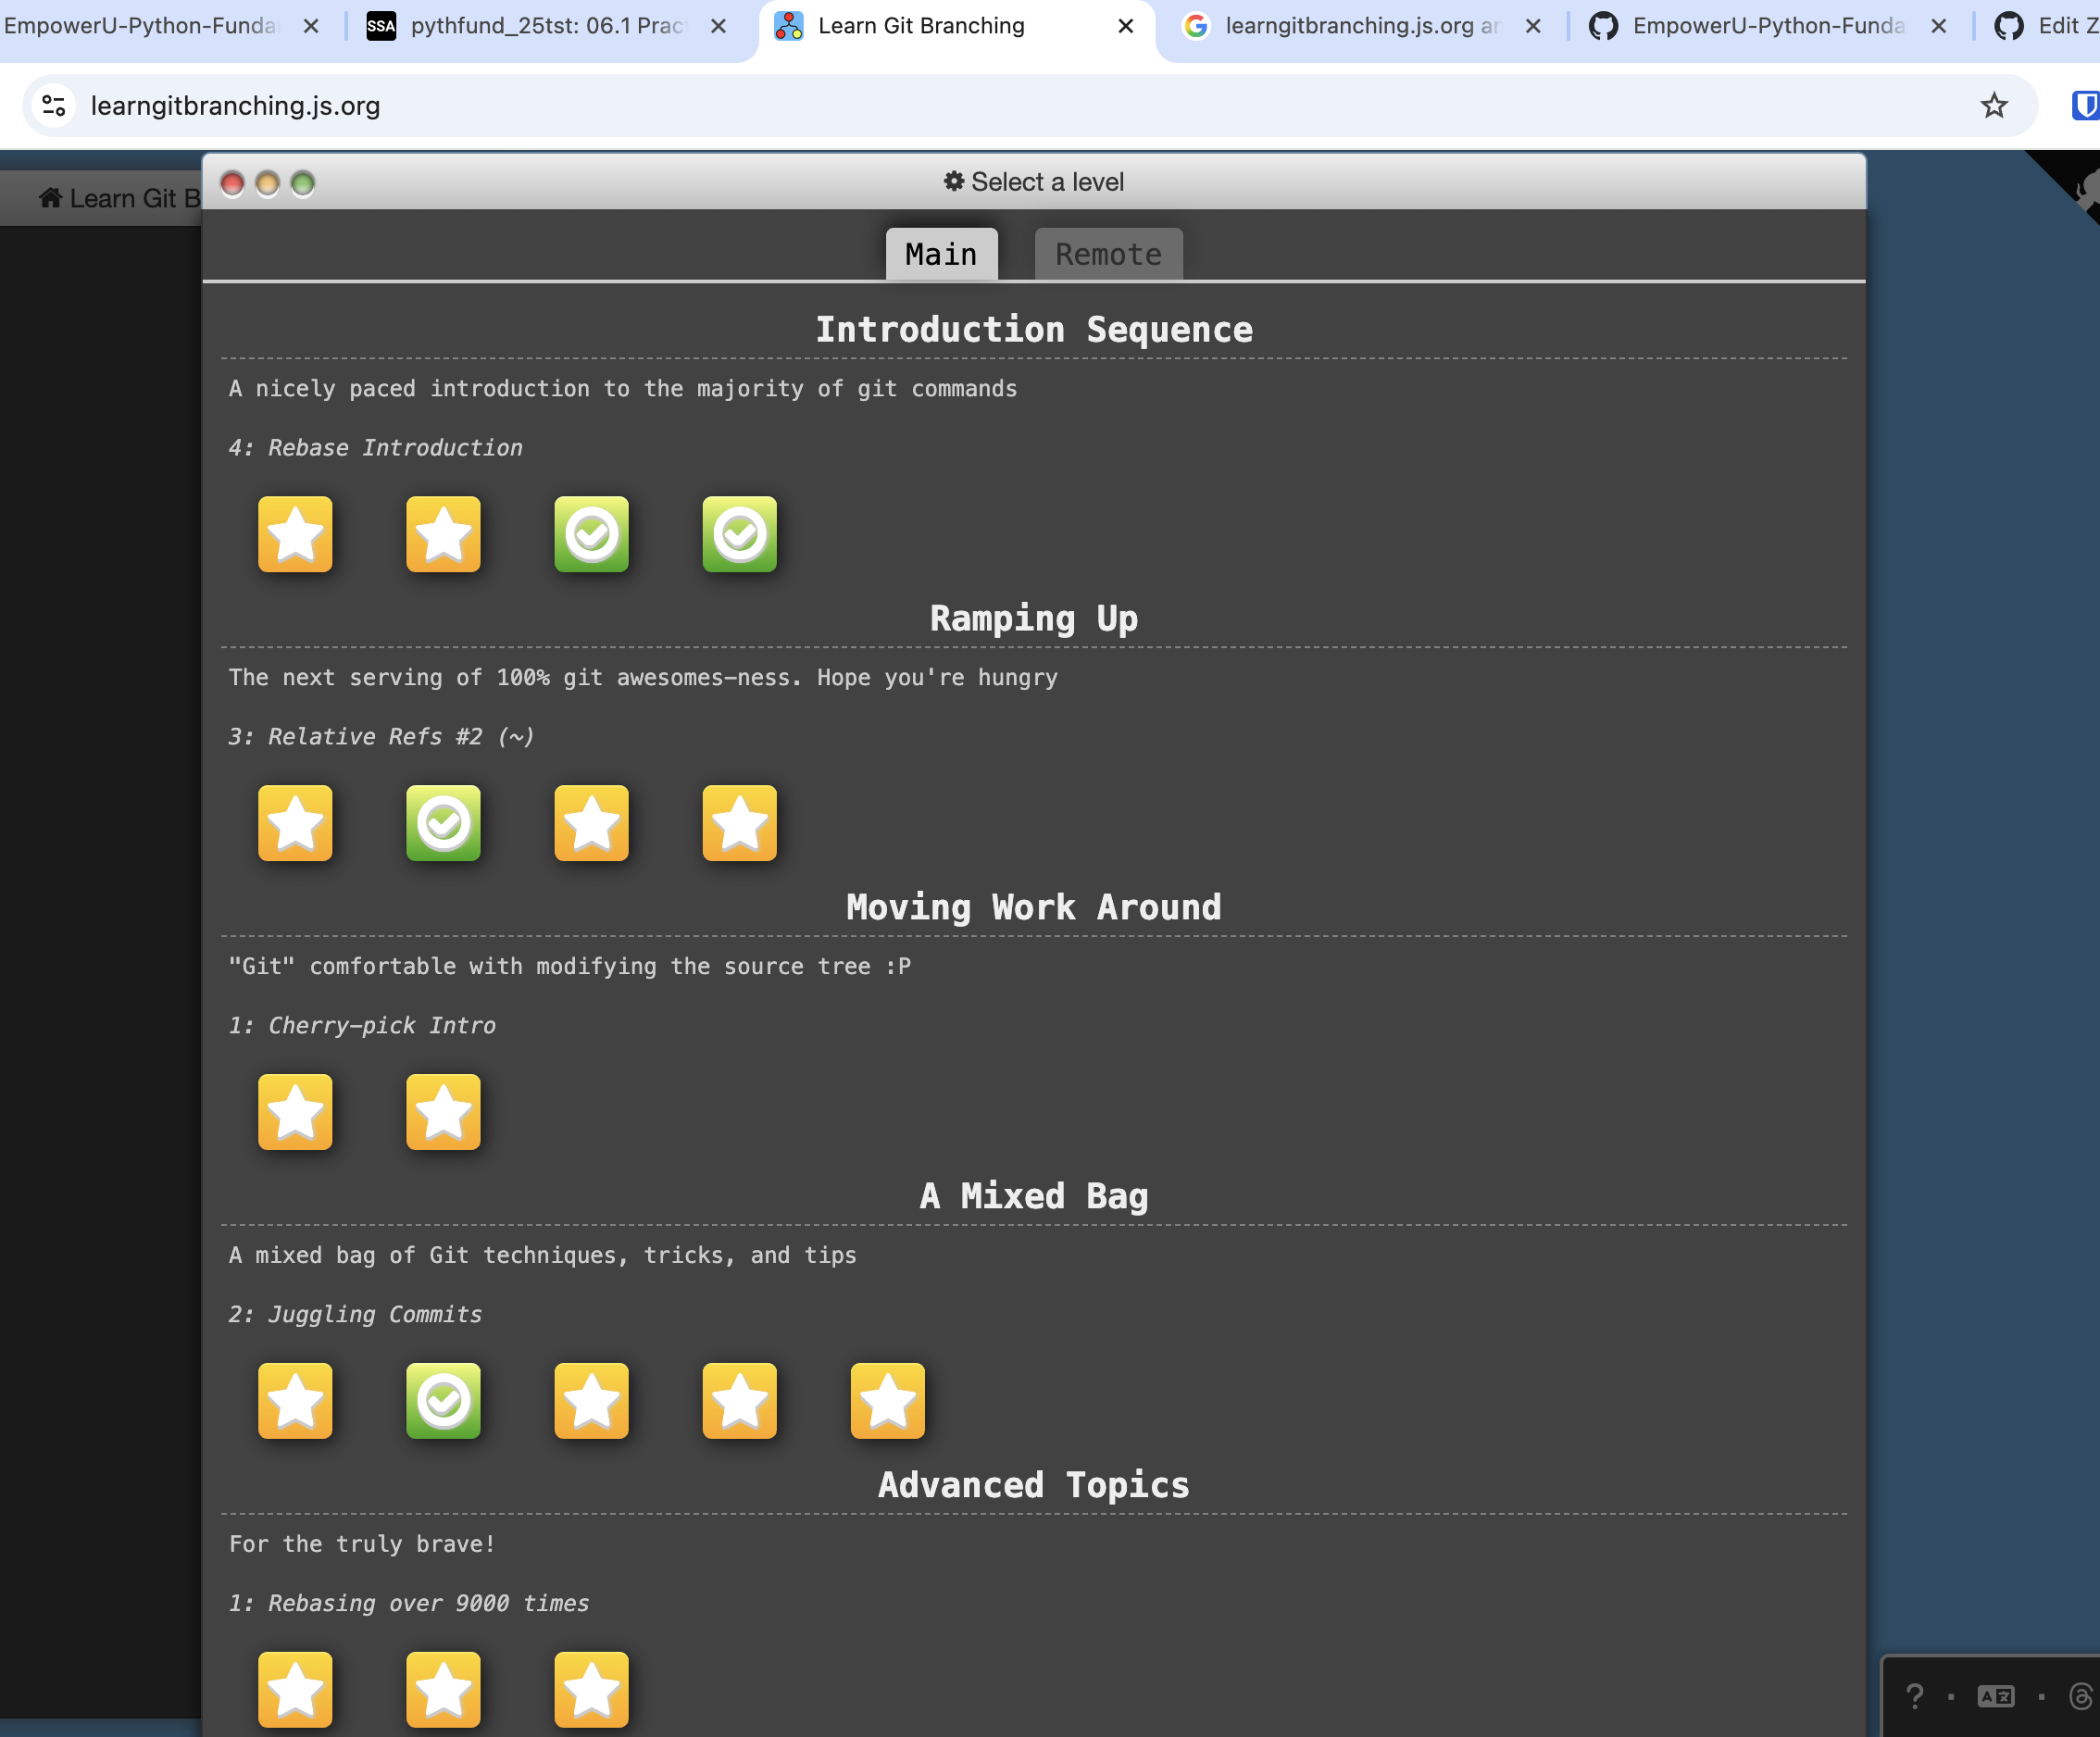 EmpowerU-Python-Funda
pythfund_25tst: 06.1 Prac
Learn Git Branching
learngitbranching.js.org an
EmpowerU-Python-Funda
Edit Z
learngitbranching.js.org
Learn Git B
Select a level
Main
Remote
Introduction Sequence
A nicely paced introduction to the majority of git commands
4: Rebase Introduction
Ramping Up
The next serving of 100% git awesomes-ness. Hope you're hungry
3: Relative Refs #2 (~)
Moving Work Around
"Git" comfortable with modifying the source tree :P
1: Cherry-pick Intro
A Mixed Bag
A mixed bag of Git techniques, tricks, and tips
2: Juggling Commits
Advanced Topics
For the truly brave!
1: Rebasing over 9000 times